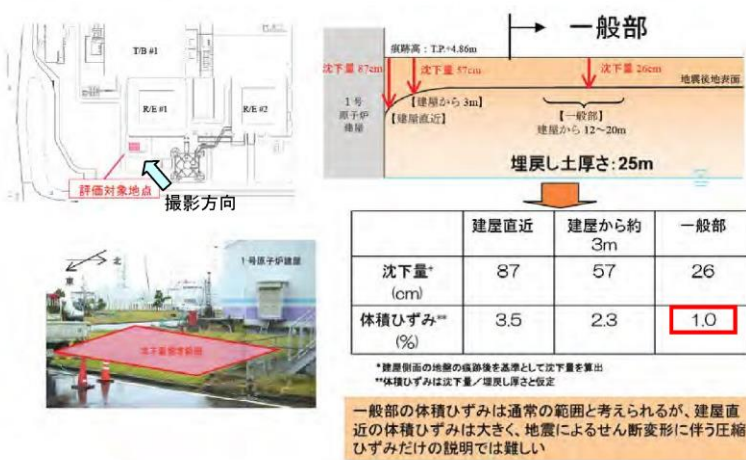 T/B #1
R/B #1
R/B #2
評価対象地点
撮影方向
一般部
痕跡高：T.P.+4.86m
沈下量 87cm
沈下量 57cm
沈下量 26cm
地震後地表面
1号
原子炉
建屋
【建屋から 3m】
【建屋直近】
【一般部】
建屋から 12～20m
埋戻し土厚さ：25m
北
東
1号原子炉建屋
建屋直近
建屋から約
3m
一般部
沈下量*
(cm)
87
57
26
体積ひずみ**
(%)
3.5
2.3
1.0
*建屋側面の地盤の痕跡後を基準として沈下量を算出
**体積ひずみは沈下量／埋戻し厚さと仮定
一般部の体積ひずみは通常の範囲と考えられるが、建屋直
近の体積ひずみは大きく、地震によるせん断変形に伴う圧縮
ひずみだけの説明では難しい